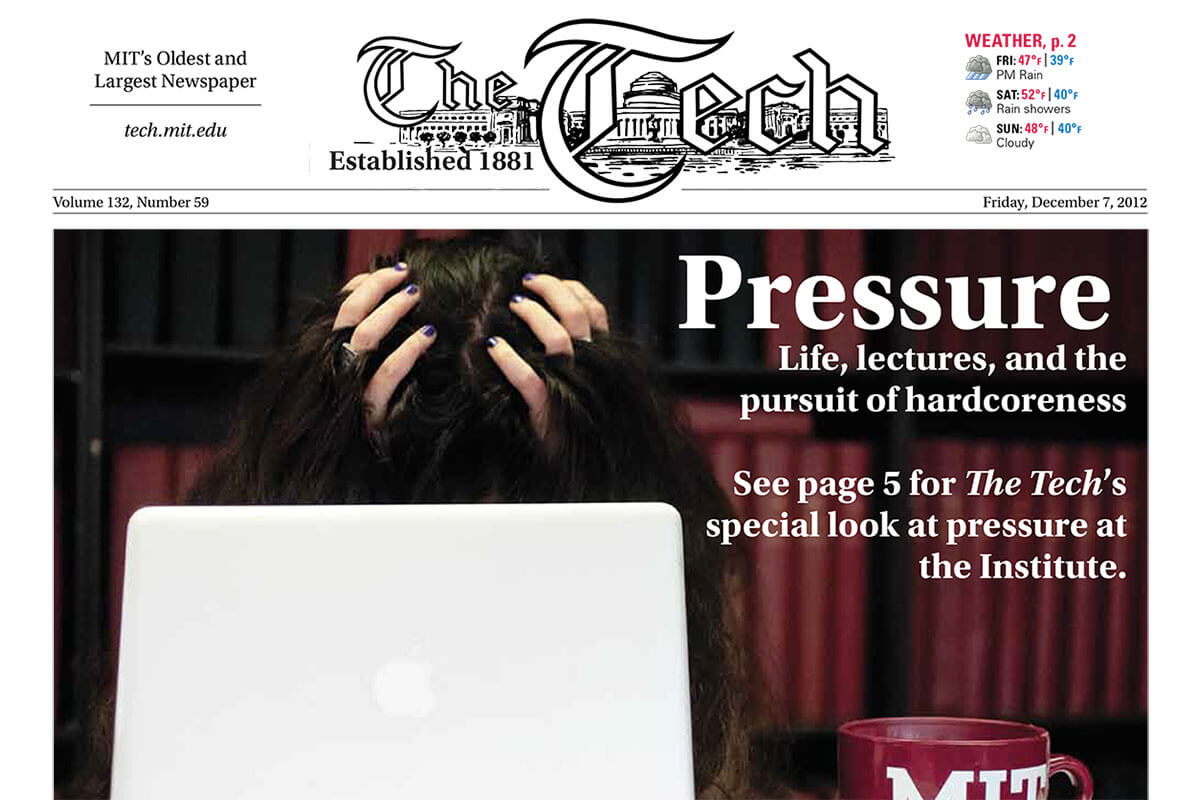 MIT's Oldest and
Largest Newspaper
tech.mit.edu
The Tech
Established 1881
WEATHER, p. 2
FRI: 47°F | 39°F
PM Rain
SAT: 52°F | 40°F
Rain showers
SUN: 48°F | 40°F
Cloudy
Volume 132, Number 59
Friday, December 7, 2012
Pressure
Life, lectures, and the
pursuit of hardcoreness
See page 5 for The Tech's
special look at pressure at
the Institute.
MIT